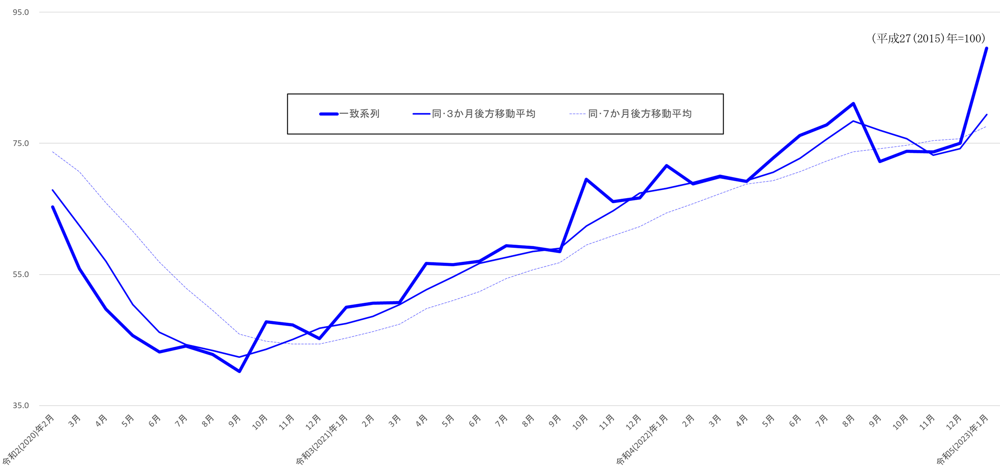 95.0
(平成27(2015)年=100)
一致系列 同・3か月後方移動平均 同・7か月後方移動平均
75.0
55.0
35.0
令和2(2020)年2月
3月
4月
5月
6月
7月
8月
9月
10月
11月
12月
令和3(2021)年1月
2月
3月
4月
5月
6月
7月
8月
9月
10月
11月
12月
令和4(2022)年1月
2月
3月
4月
5月
6月
7月
8月
9月
10月
11月
12月
令和5(2023)年1月